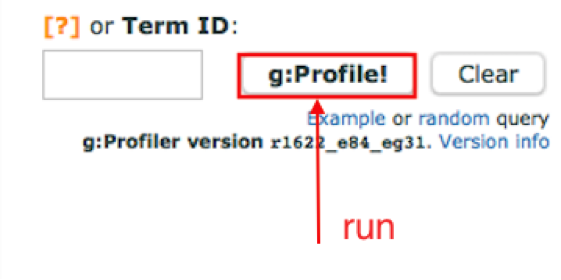 [?] or Term ID:
g:Profile! Clear
Example or random query
g:Profiler version r1622_e84_eg31. Version info
run